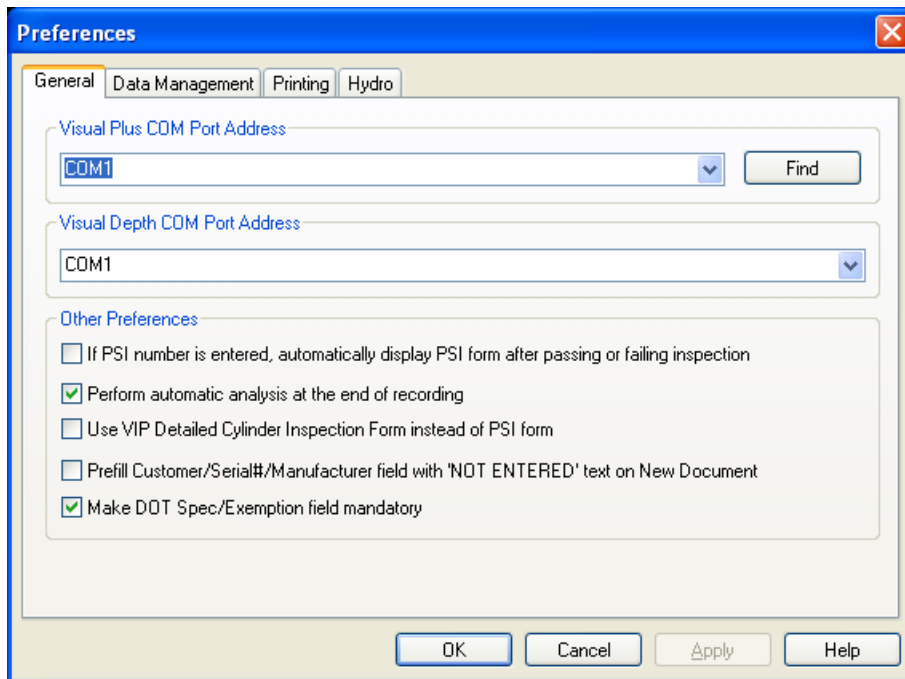 Preferences
General Data Management Printing Hydro
Visual Plus COM Port Address
COM1 Find
Visual Depth COM Port Address
COM1
Other Preferences
If PSI number is entered, automatically display PSI form after passing or failing inspection
Perform automatic analysis at the end of recording
Use VIP Detailed Cylinder Inspection Form instead of PSI form
Prefill Customer/Serial#/Manufacturer field with 'NOT ENTERED' text on New Document
Make DOT Spec/Exemption field mandatory
OK Cancel Apply Help